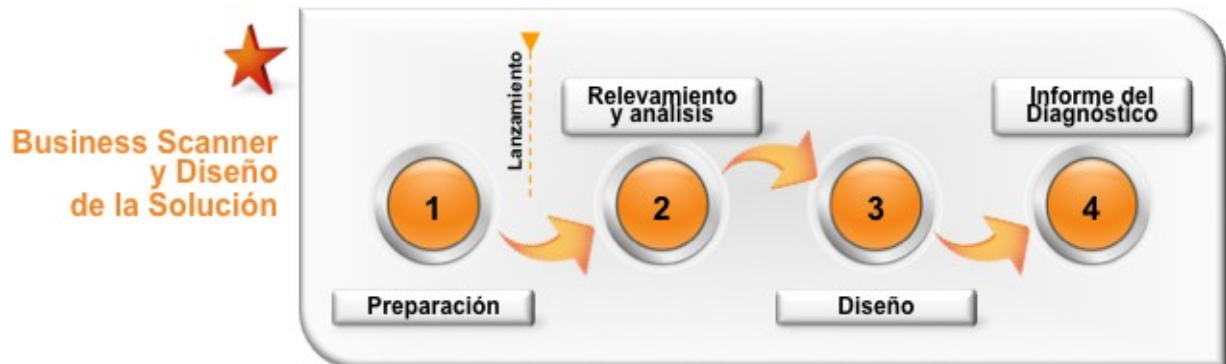 Business Scanner
y Diseño
de la Solución
1
Preparación
Lanzamiento
Relevamiento
y análisis
2
3
Diseño
Informe del
Diagnóstico
4